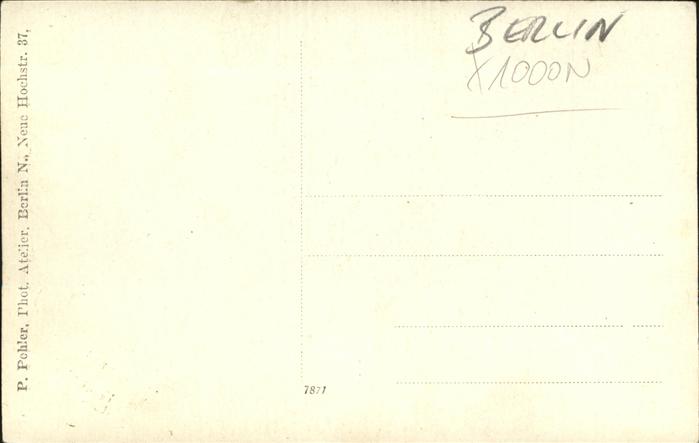 BERLIN
X1000N
P. Pohler, Phot. Atelier, Berlin N., Neue Hochstr. 37.
7871